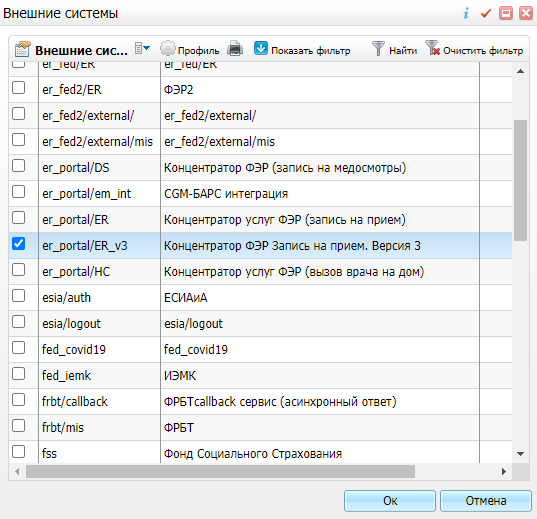 Внешние системы
Внешние сис... Профиль Показать фильтр Найти Очистить фильтр
er_fed/ER er_fed/ER
er_fed2/ER ФЭР2
er_fed2/external/ er_fed2/external/
er_fed2/external/mis er_fed2/external/mis
er_portal/DS Концентратор ФЭР (запись на медосмотры)
er_portal/em_int CGM-БАРС интеграция
er_portal/ER Концентратор услуг ФЭР (запись на прием)
er_portal/ER_v3 Концентратор ФЭР Запись на прием. Версия 3
er_portal/HC Концентратор услуг ФЭР (вызов врача на дом)
esia/auth ЕСИАиА
esia/logout esia/logout
fed_covid19 fed_covid19
fed_iemk ИЭМК
frbt/callback ФРБТcallback сервис (асинхронный ответ)
frbt/mis ФРБТ
fss Фонд Социального Страхования
Ок Отмена